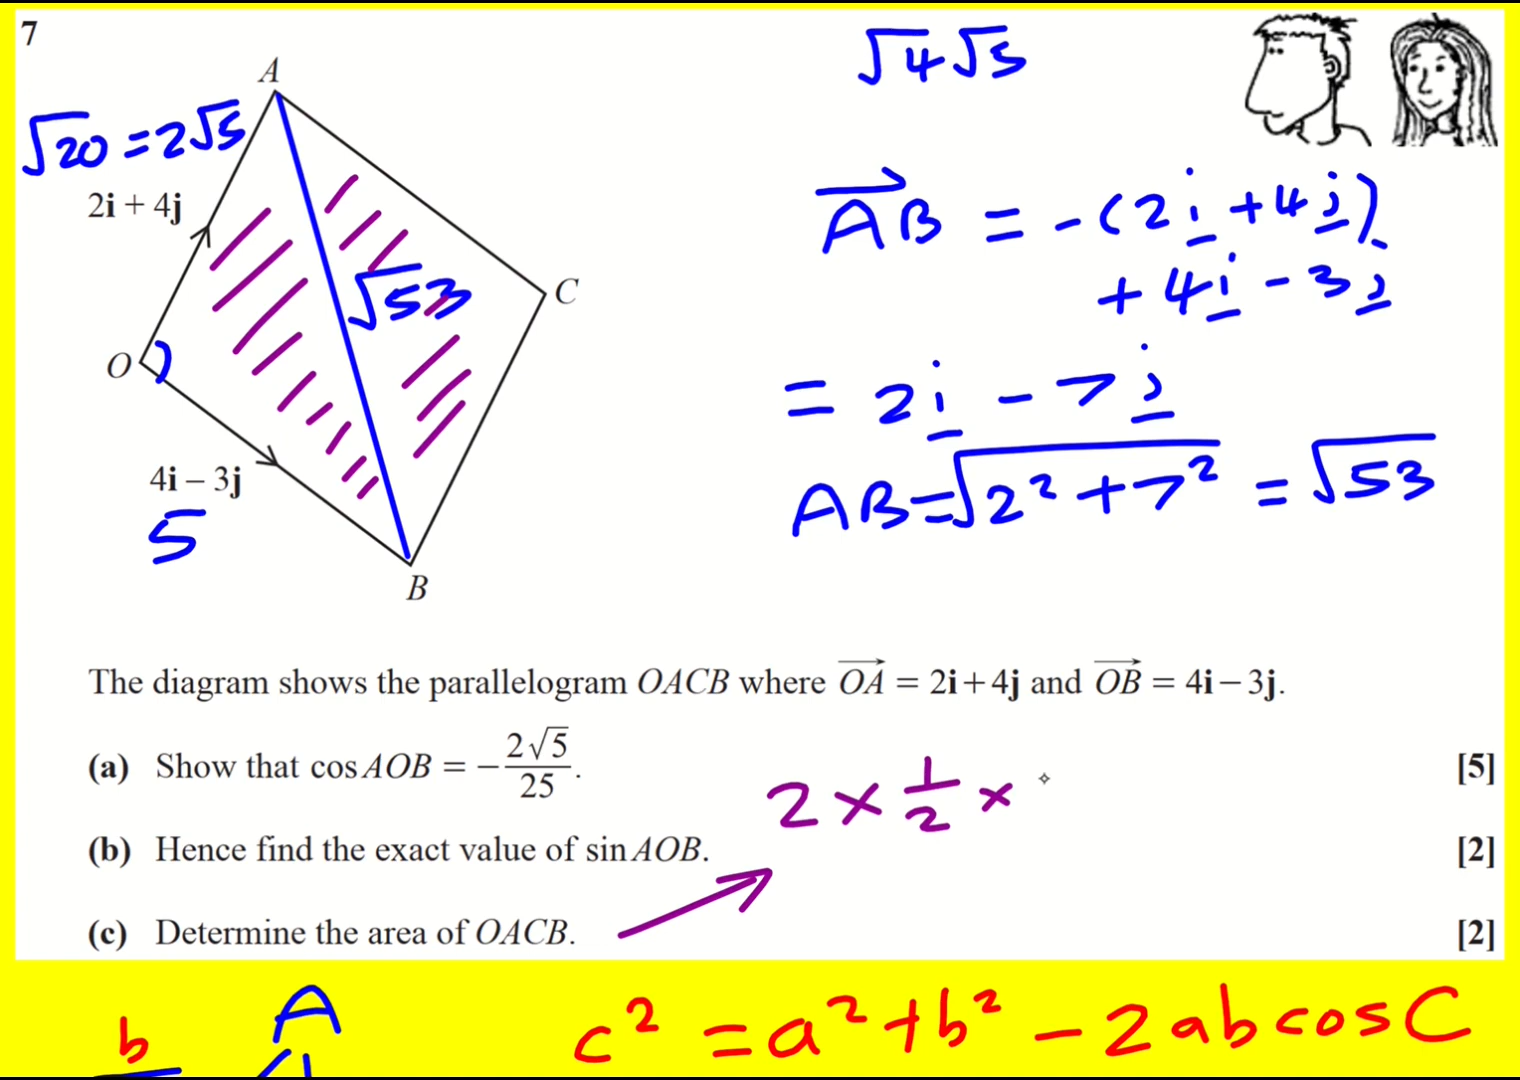 7
√4√5
A
√20 = 2√5
2i + 4j
AB = -(2i + 4j)
+ 4i - 3j
√53
C
O
= 2i - 7j
4i – 3j
5
AB = √2² + 7² = √53
B
The diagram shows the parallelogram OACB where OA = 2i + 4j and OB = 4i – 3j.
(a) Show that cos AOB = –2√5/25. [5]
2 × 1/2 ×
(b) Hence find the exact value of sin AOB. [2]
(c) Determine the area of OACB. [2]
b
A
c² = a² + b² - 2ab cos C